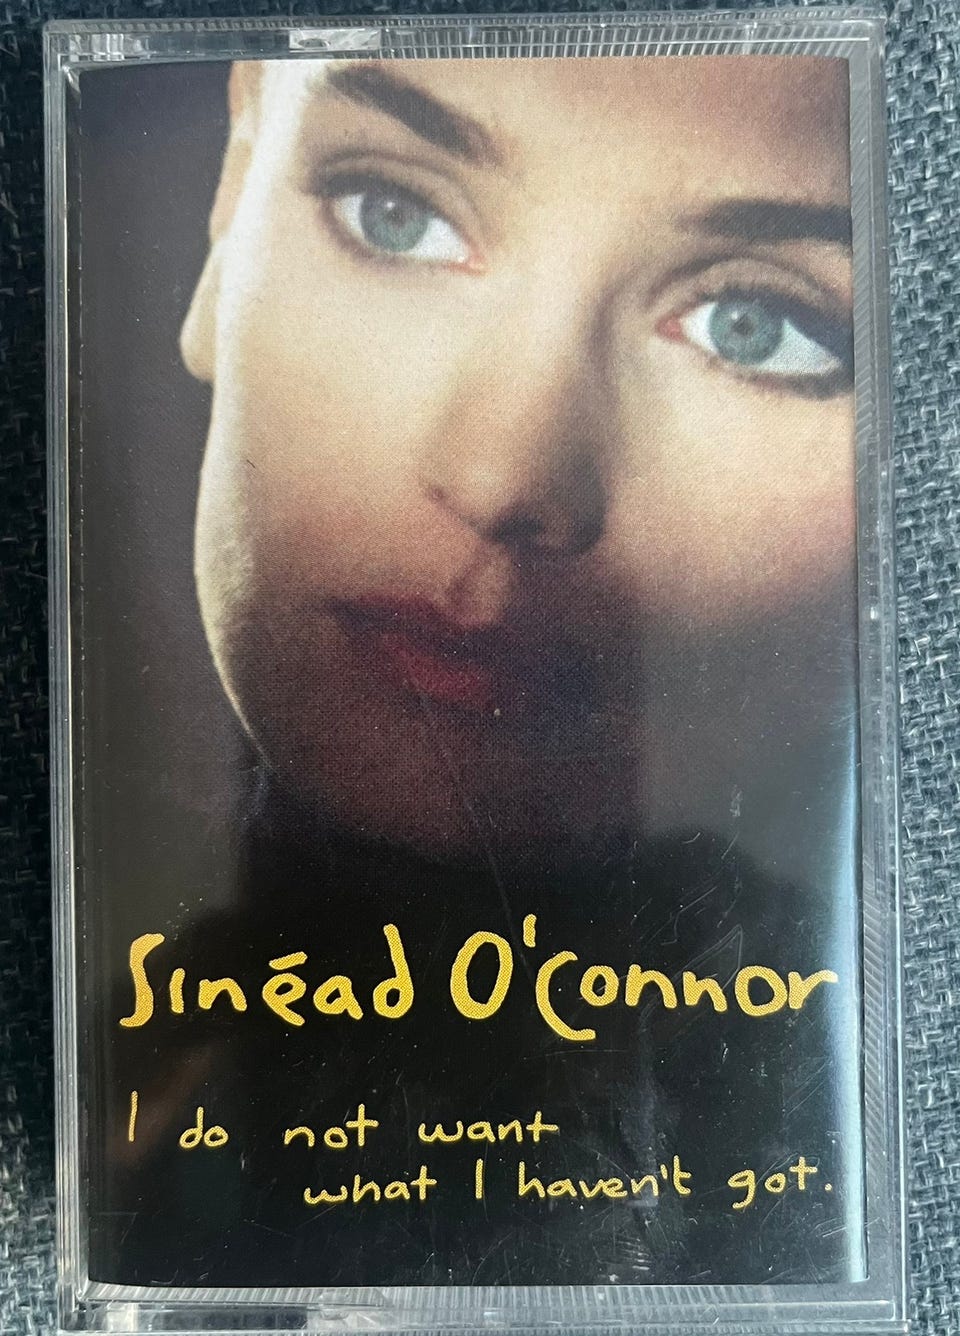 Sinéad O'Connor
I do not want
what I haven't got.